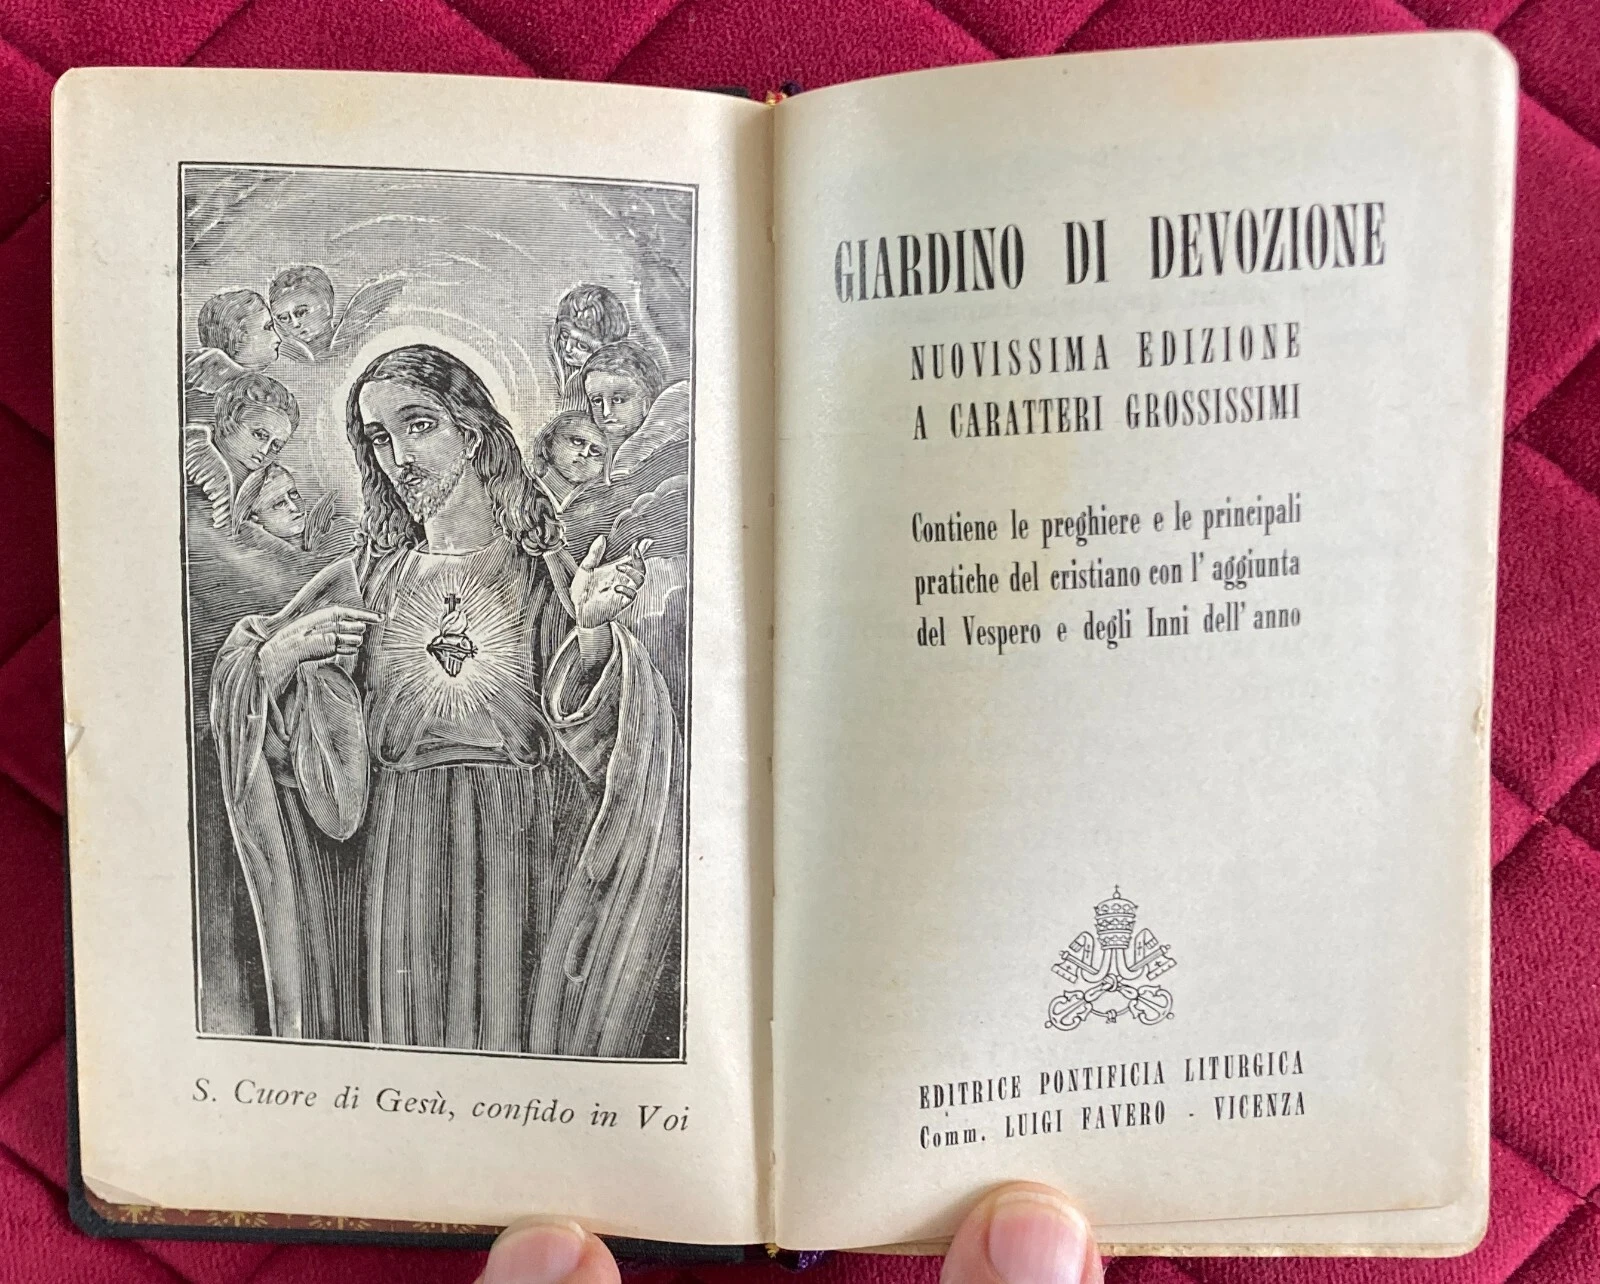 S. Cuore di Gesù, confido in Voi
GIARDINO DI DEVOZIONE
NUOVISSIMA EDIZIONE
A CARATTERI GROSSISSIMI
Contiene le preghiere e le principali
pratiche del cristiano con l' aggiunta
del Vespero e degli Inni dell' anno
EDITRICE PONTIFICIA LITURGICA
Comm. LUIGI FAVERO - VICENZA